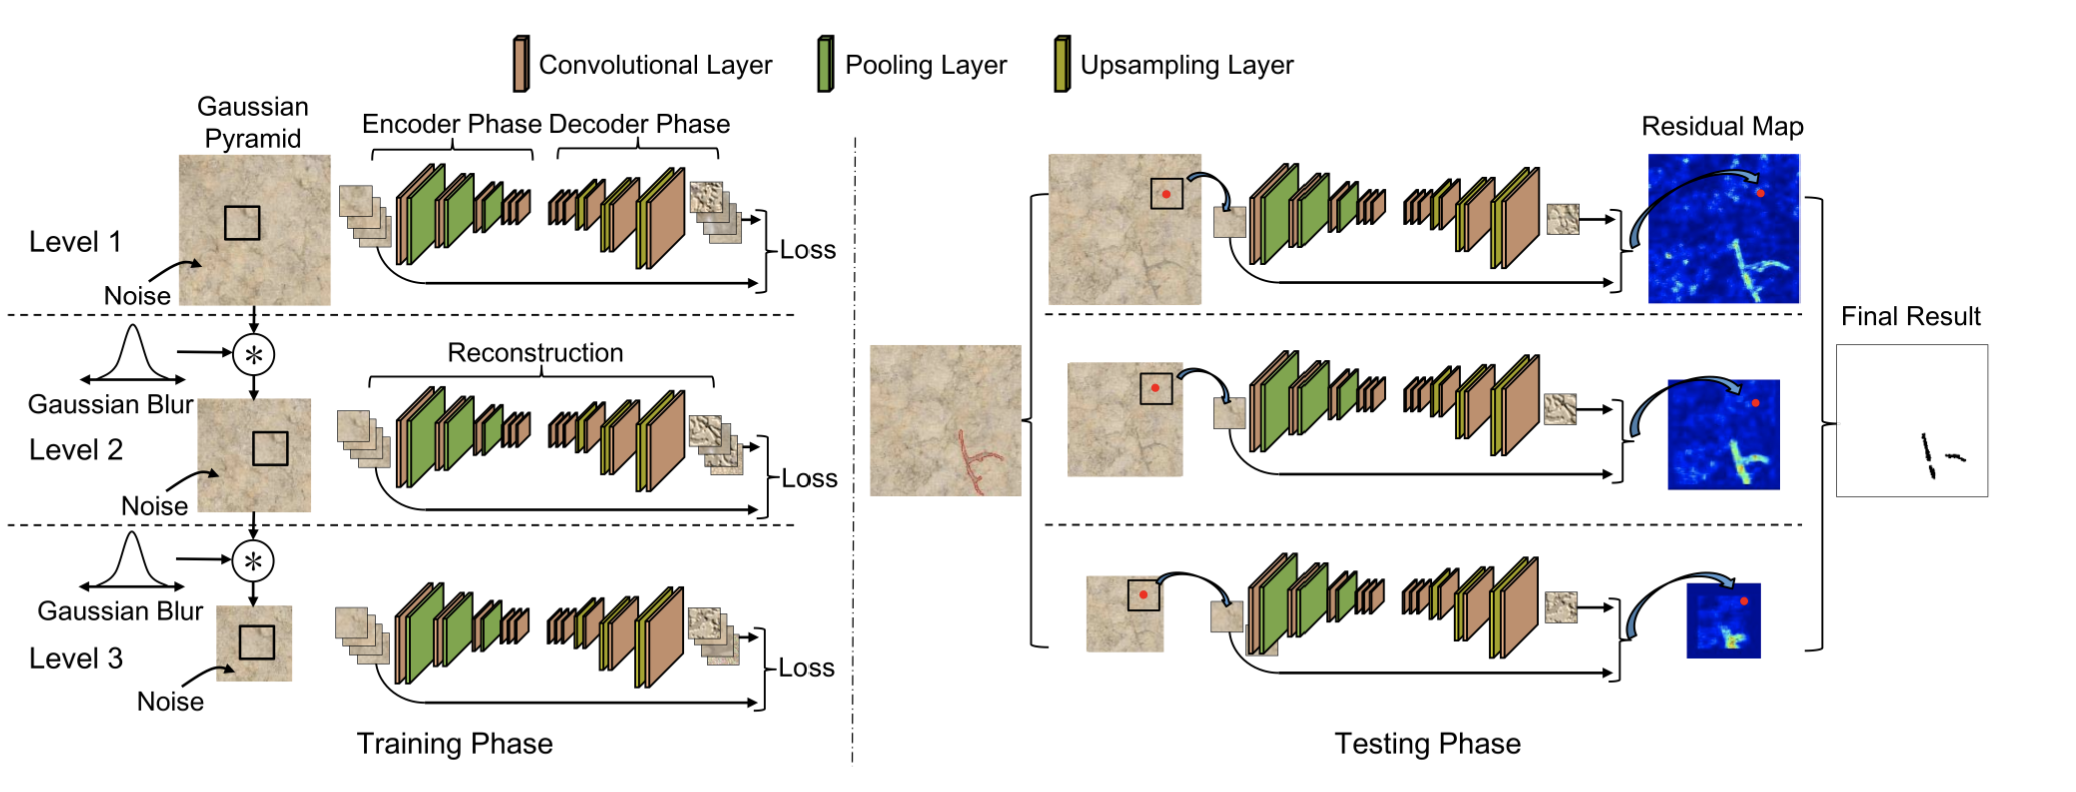 Convolutional Layer
Pooling Layer
Upsampling Layer
Gaussian
Pyramid
Encoder Phase
Decoder Phase
Residual Map
Level 1
Noise
Loss
Gaussian Blur
Reconstruction
Level 2
Noise
Loss
Final Result
Gaussian Blur
Level 3
Noise
Loss
Training Phase
Testing Phase